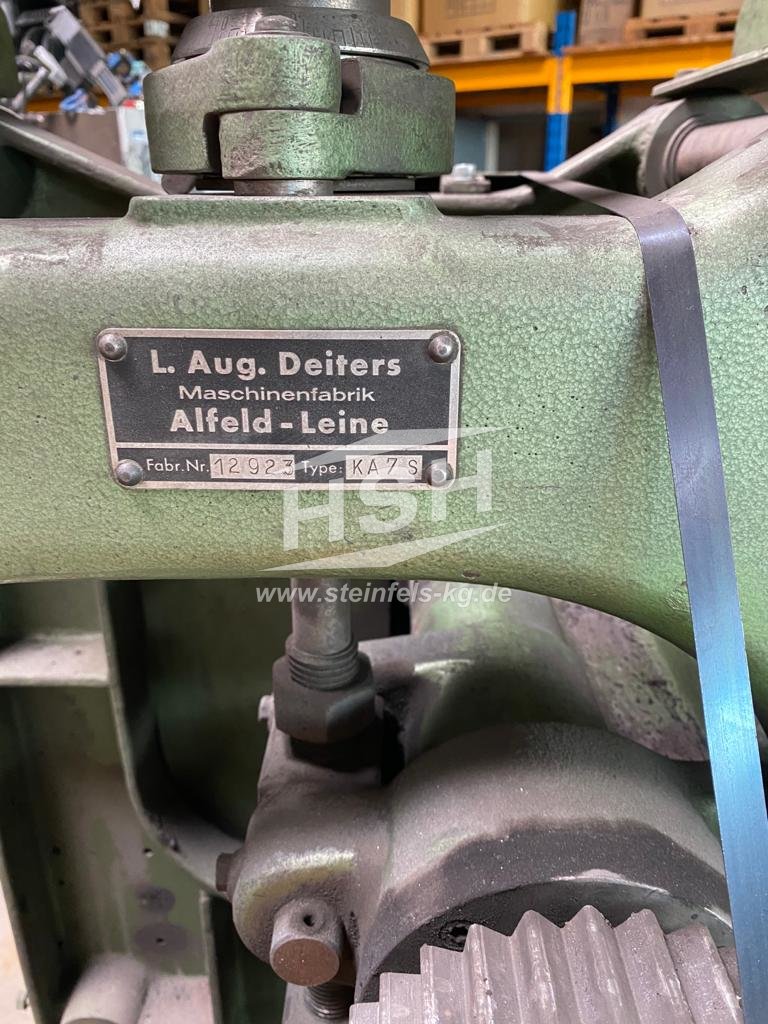 L. Aug. Deiters
Maschinenfabrik
Alfeld-Leine
Fabr. Nr. 12923 Type: KA7S
HSH
www.steinfels-kg.de